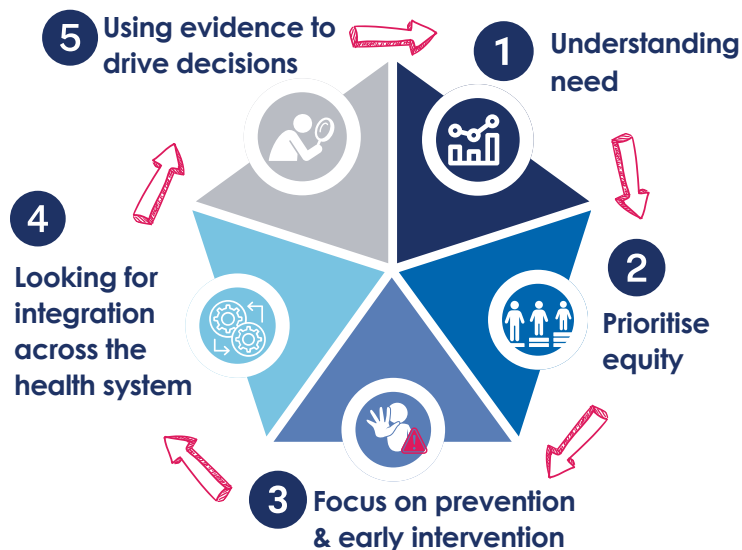 5
Using evidence to
drive decisions
1
Understanding
need
2
Prioritise
equity
3
Focus on prevention
& early intervention
4
Looking for
integration
across the
health system